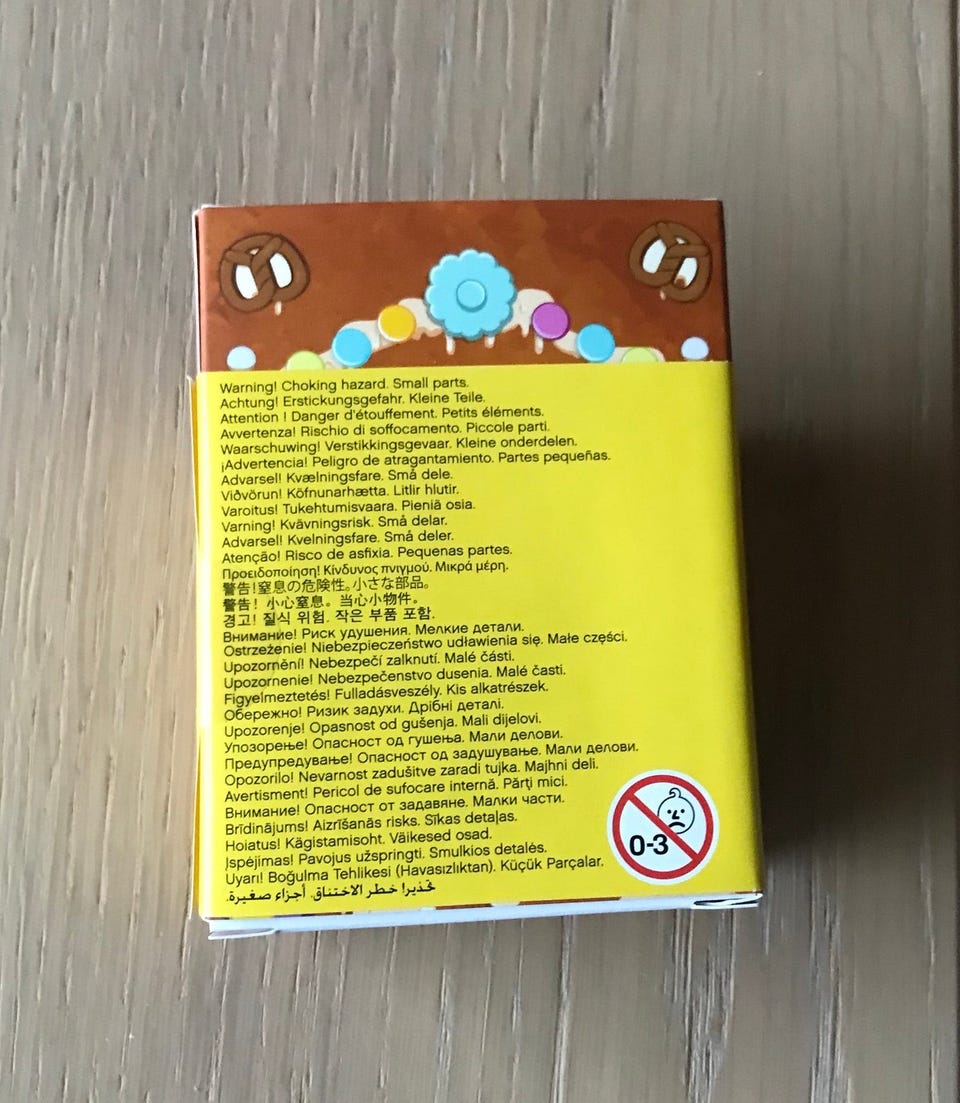 Warning! Choking hazard. Small parts.
Achtung! Erstickungsgefahr. Kleine Teile.
Attention ! Danger d'étouffement. Petits éléments.
Avvertenza! Rischio di soffocamento. Piccole parti.
Waarschuwing! Verstikkingsgevaar. Kleine onderdelen.
¡Advertencia! Peligro de atragantamiento. Partes pequeñas.
Advarsel! Kvælningsfare. Små dele.
Viðvörun! Köfnunarhætta. Litlir hlutir.
Varoitus! Tukehtumisvaara. Pieniä osia.
Varning! Kvävningsrisk. Små delar.
Advarsel! Kvelningsfare. Små deler.
Atenção! Risco de asfixia. Pequenas partes.
Προειδοποίηση! Κίνδυνος πνιγμού. Μικρά μέρη.
警告!窒息の危険性。小さな部品。
警告！小心窒息。当心小物件。
경고! 질식 위험. 작은 부품 포함.
Внимание! Риск удушения. Мелкие детали.
Ostrzeżenie! Niebezpieczeństwo udławienia się. Małe części.
Upozornění! Nebezpečí zalknutí. Malé části.
Upozornenie! Nebezpečenstvo dusenia. Malé časti.
Figyelmeztetés! Fulladásveszély. Kis alkatrészek.
Обережно! Ризик задухи. Дрібні деталі.
Upozorenje! Opasnost od gušenja. Mali dijelovi.
Упозорење! Опасност од гушења. Мали делови.
Предупредување! Опасност од задушување. Мали делови.
Opozorilo! Nevarnost zadušitve zaradi tujka. Majhni deli.
Avertisment! Pericol de sufocare internă. Părţi mici.
Внимание! Опасност от задавяне. Малки части.
Brīdinājums! Aizrīšanās risks. Sīkas detaļas.
Hoiatus! Kägistamisoht. Väikesed osad.
Įspėjimas! Pavojus užspringti. Smulkios detalės.
Uyarı! Boğulma Tehlikesi (Havasızlıktan). Küçük Parçalar.
تحذير! خطر الاختناق. أجزاء صغيرة.
0-3